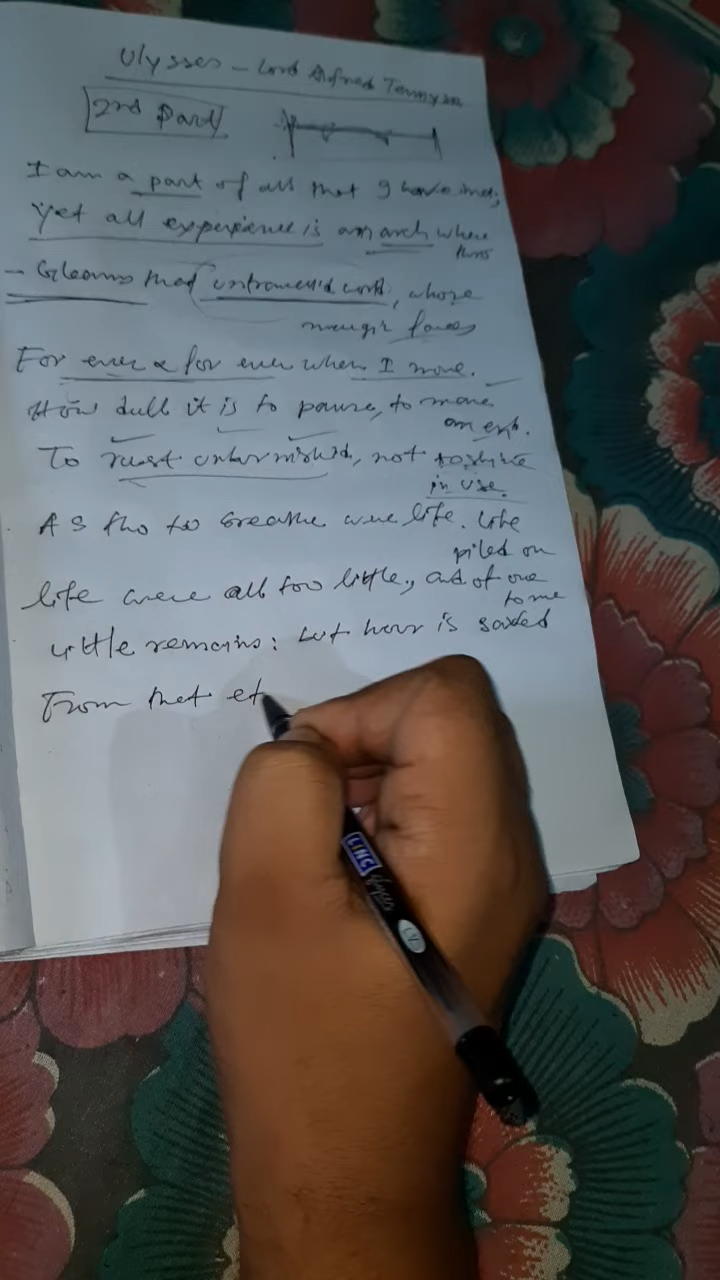 Ulysses - Lord Alfred Tennyson
2nd Part
I am a part of all that I have met;
Yet all experience is an arch where
thro
- Gleams that untravell'd world, whose
margin fades
For ever & for ever when I move.
How dull it is to pause, to make
an end.
To rust unburnished, not to shine
in use.
As tho to breathe were life. Life
piled on
life were all too little, and of one
to me
little remains: but hour is saved
From that et
LINC